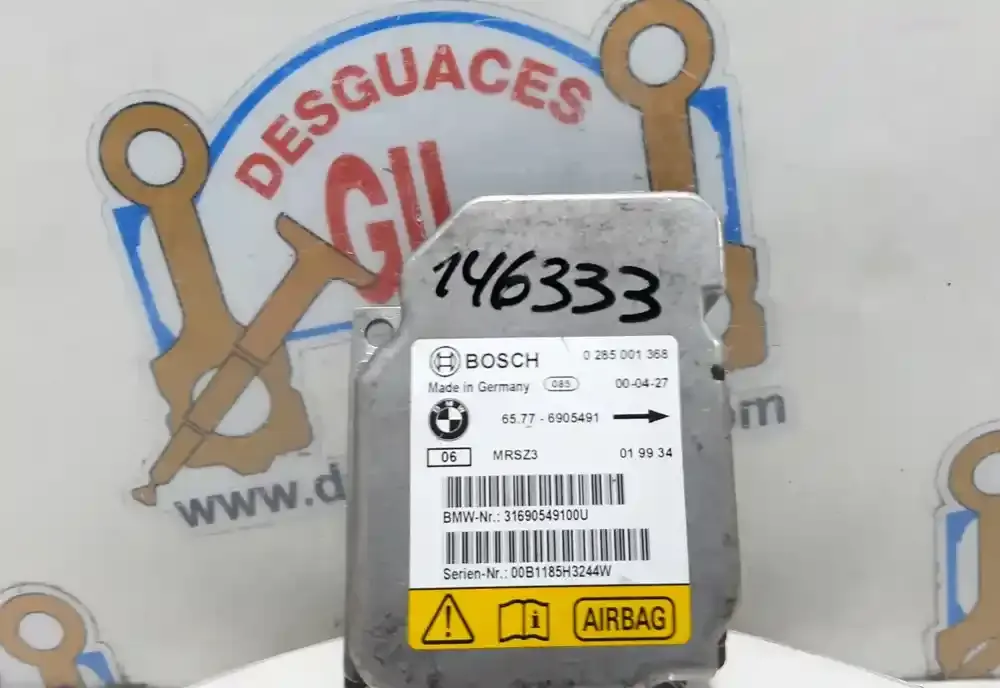 DESGUACES
GIL
146333
BOSCH 0 285 001 368
Made in Germany 085 00-04-27
65.77 - 6905491
06 MRSZ3 01 99 34
BMW-Nr.: 31690549100U
Serien-Nr.: 00B1185H3244W
AIRBAG
www.d
om